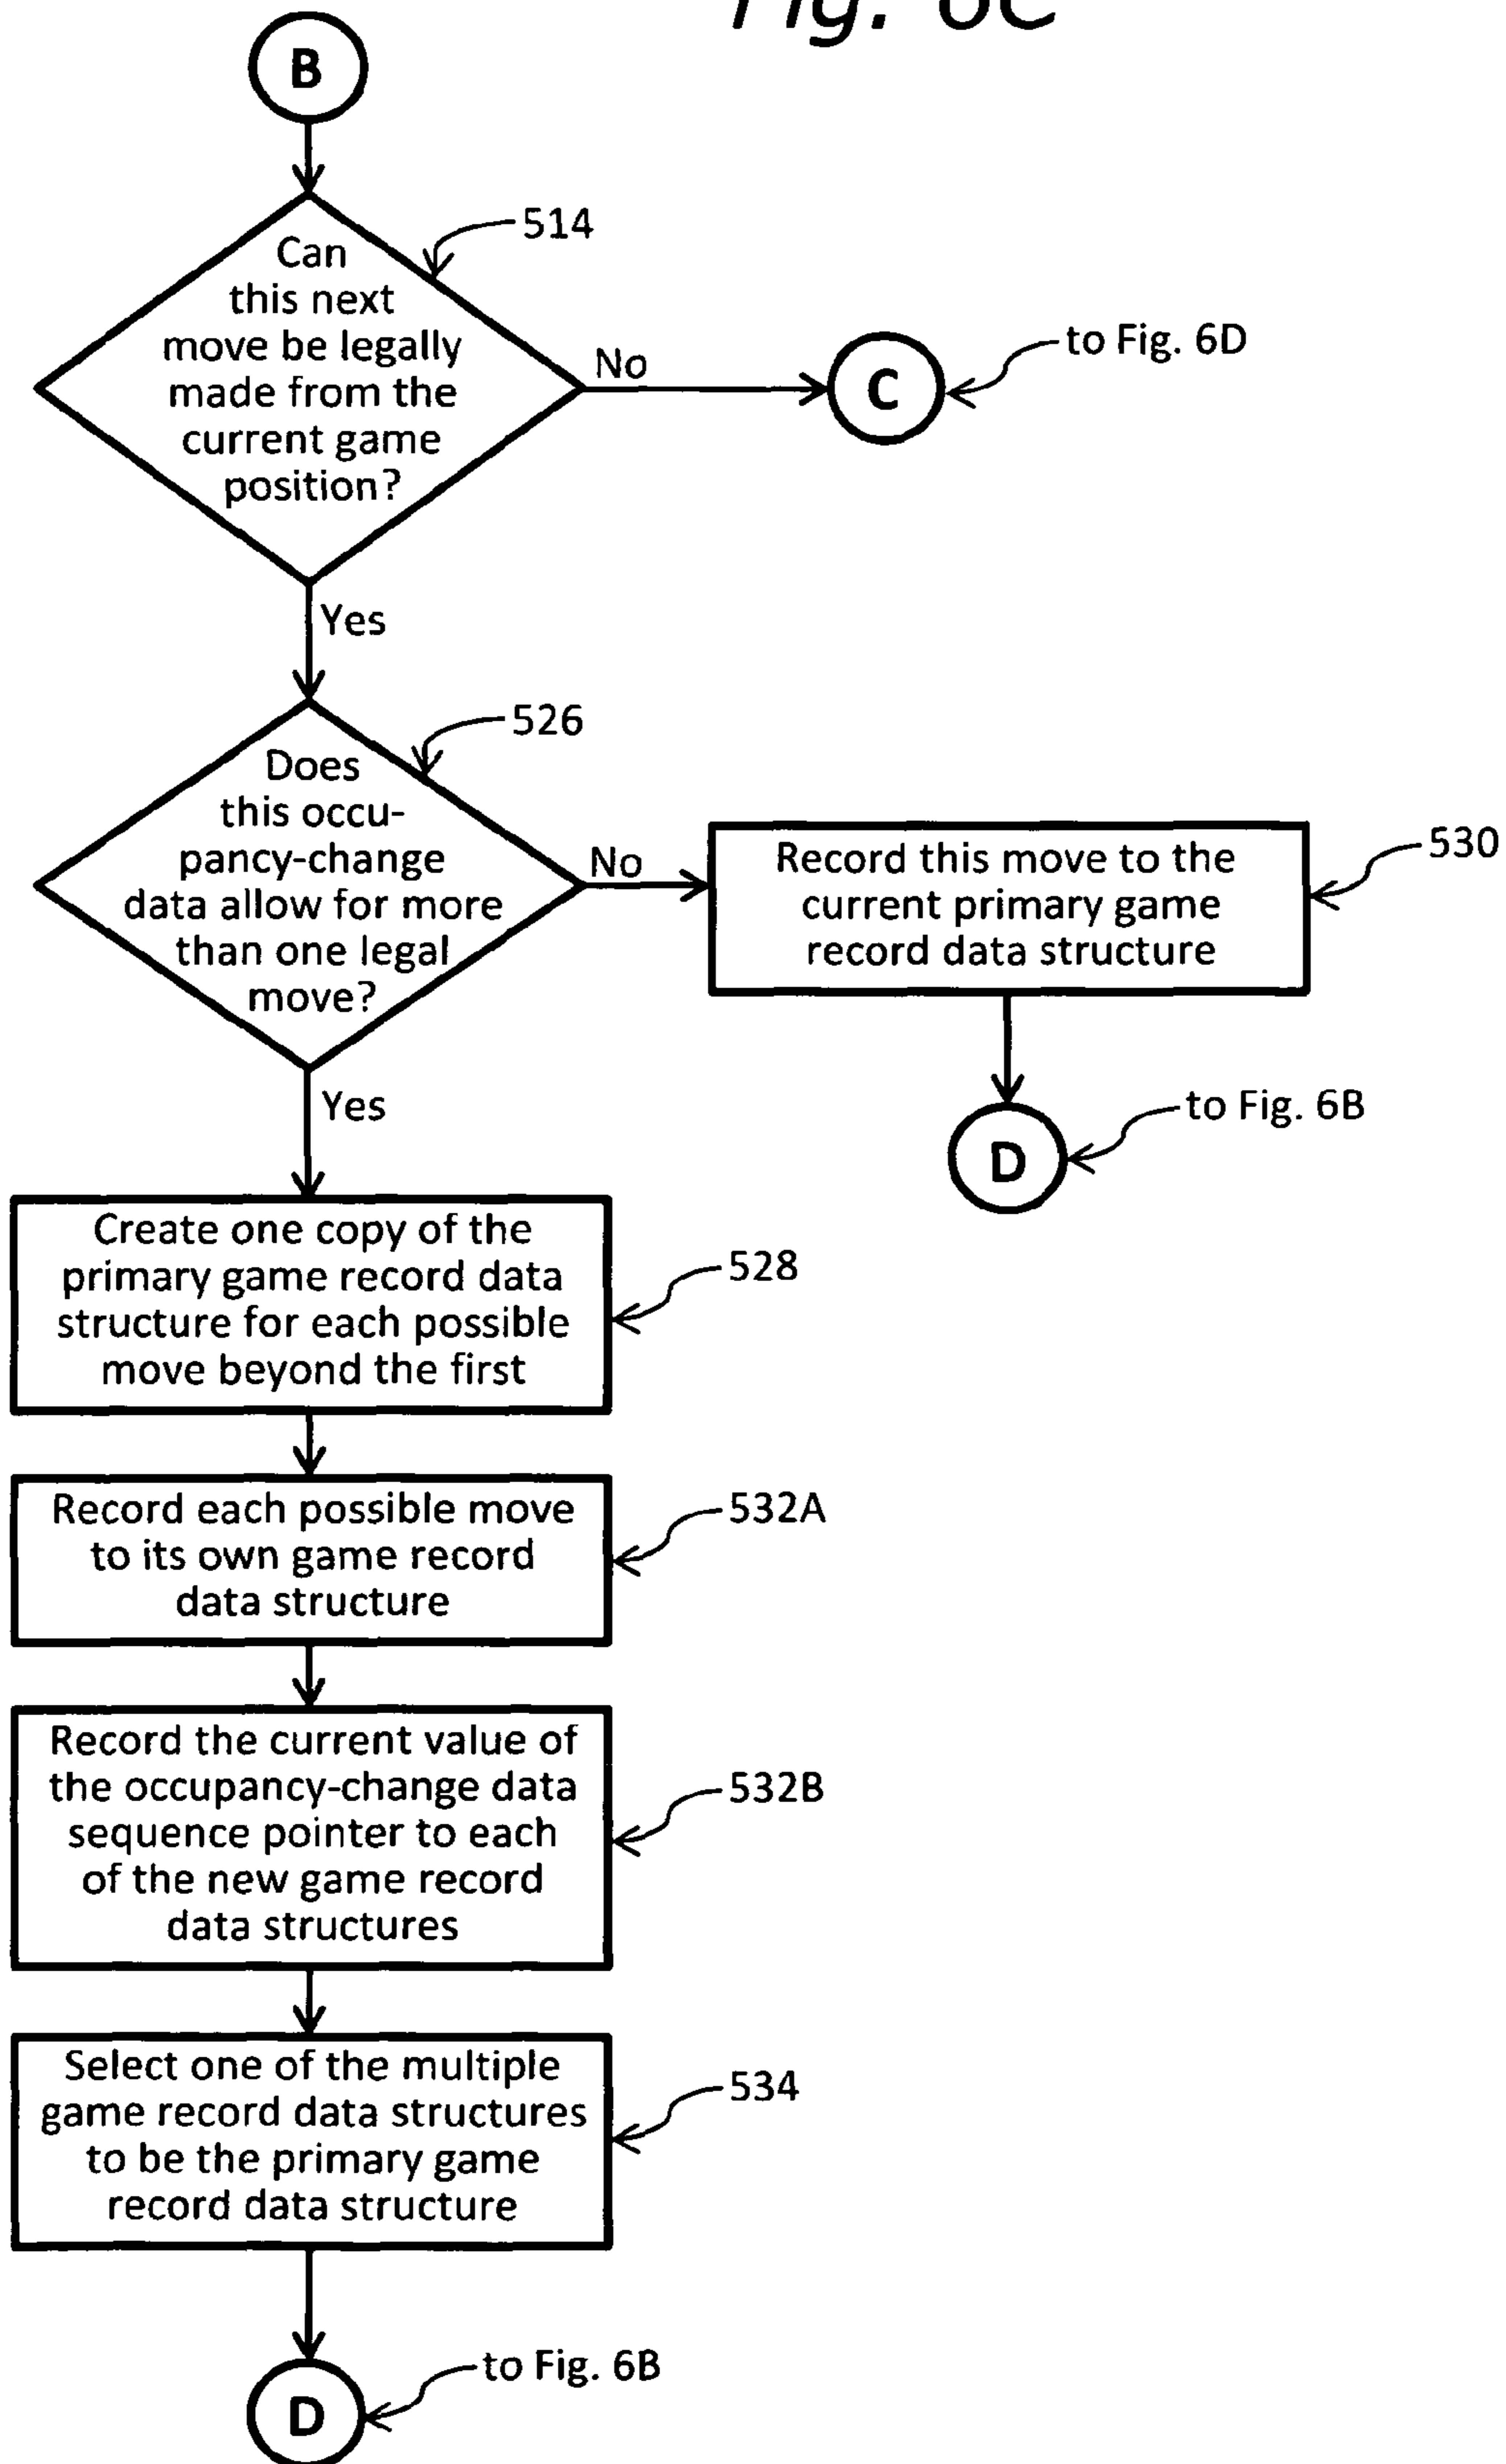 Fig. 6C
B
514
Can
this next
move be legally
made from the
current game
position?
No
C
to Fig. 6D
Yes
526
Does
this occu-
pancy-change
data allow for more
than one legal
move?
No
Record this move to the
current primary game
record data structure
530
D
to Fig. 6B
Yes
Create one copy of the
primary game record data
structure for each possible
move beyond the first
528
Record each possible move
to its own game record
data structure
532A
Record the current value of
the occupancy-change data
sequence pointer to each
of the new game record
data structures
532B
Select one of the multiple
game record data structures
to be the primary game
record data structure
534
D
to Fig. 6B